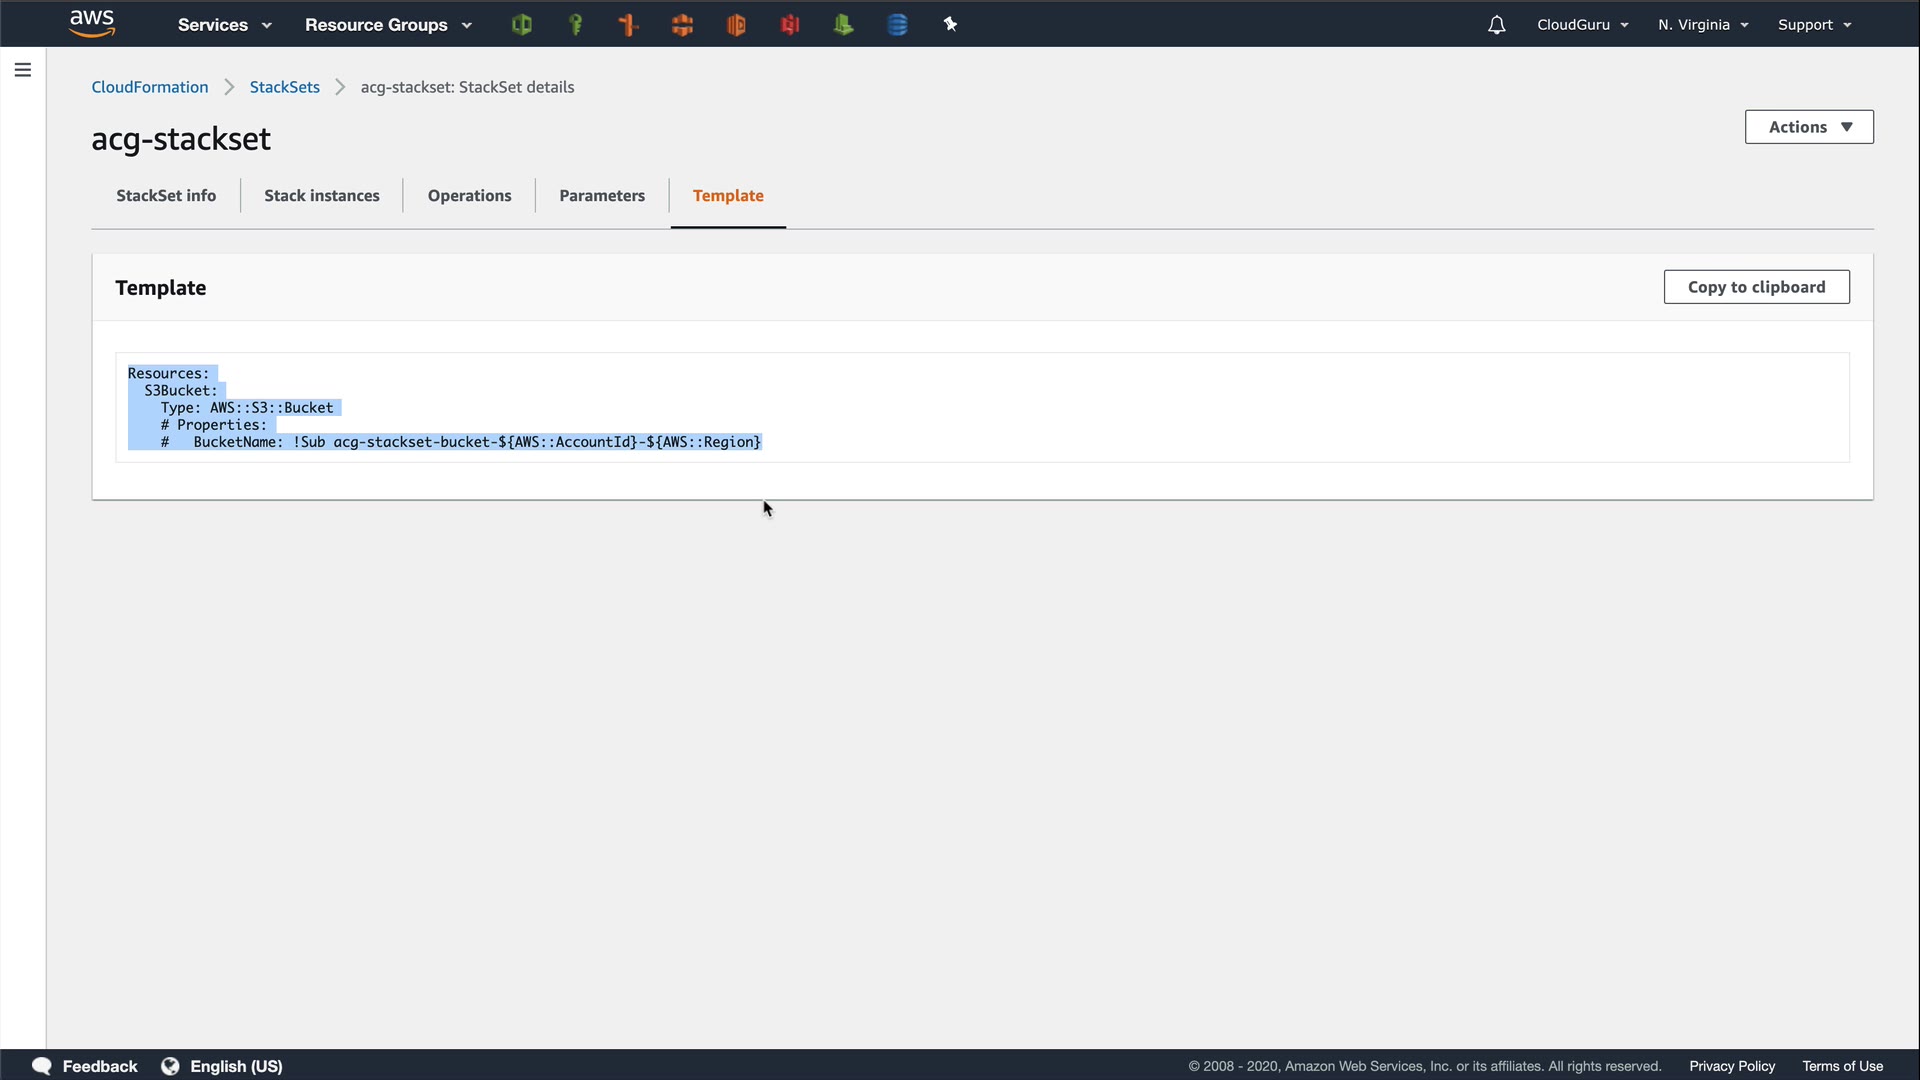 aws Services Resource Groups CloudGuru N. Virginia Support
CloudFormation StackSets acg-stackset: StackSet details
acg-stackset
Actions
StackSet info Stack instances Operations Parameters Template
Template
Copy to clipboard
Resources:
  S3Bucket:
    Type: AWS::S3::Bucket
    # Properties:
    #   BucketName: !Sub acg-stackset-bucket-${AWS::AccountId}-${AWS::Region}
Feedback English (US) © 2008 - 2020, Amazon Web Services, Inc. or its affiliates. All rights reserved. Privacy Policy Terms of Use